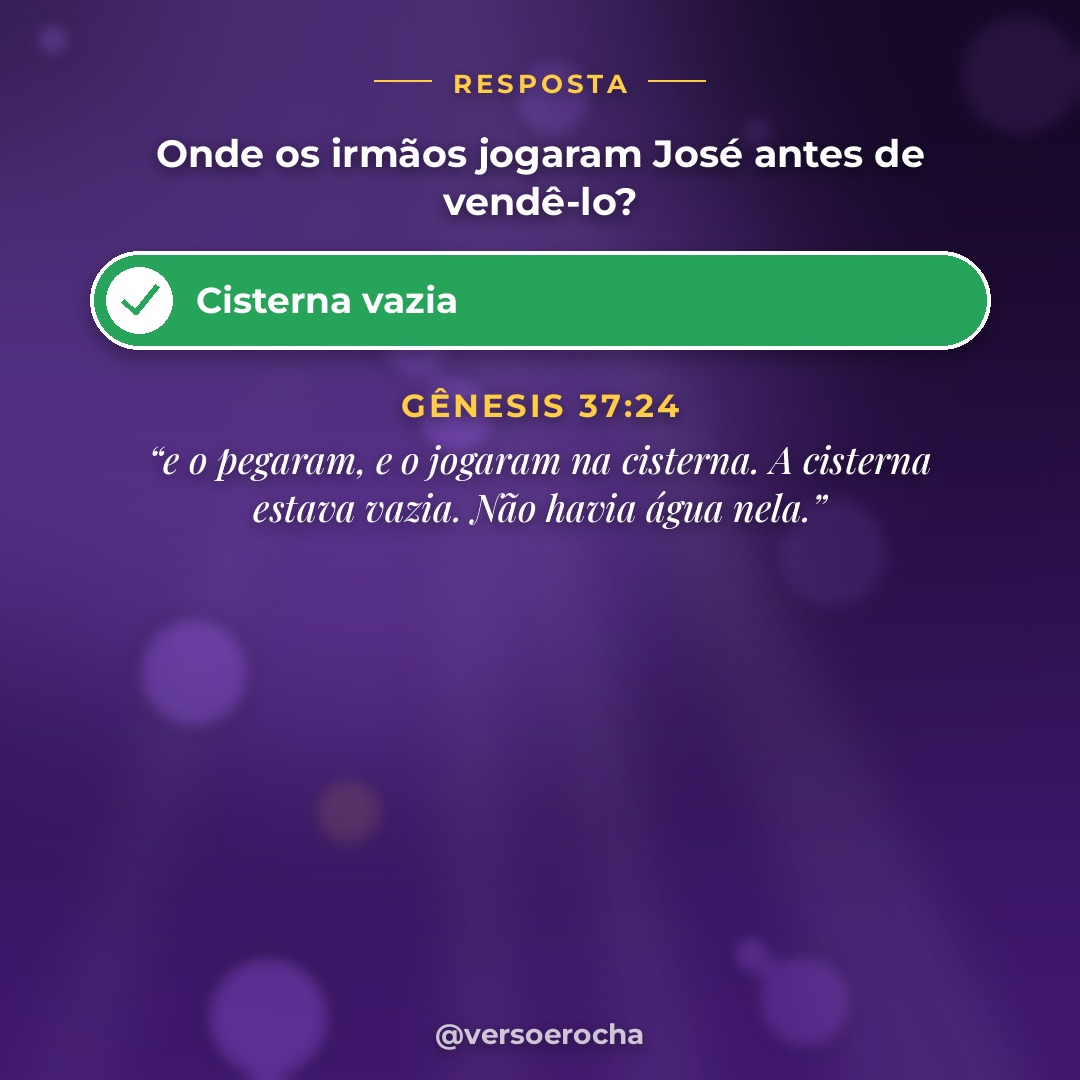 RESPOSTA
Onde os irmãos jogaram José antes de
vendê-lo?
Cisterna vazia
GÊNESIS 37:24
“e o pegaram, e o jogaram na cisterna. A cisterna
estava vazia. Não havia água nela.”
@versoerocha